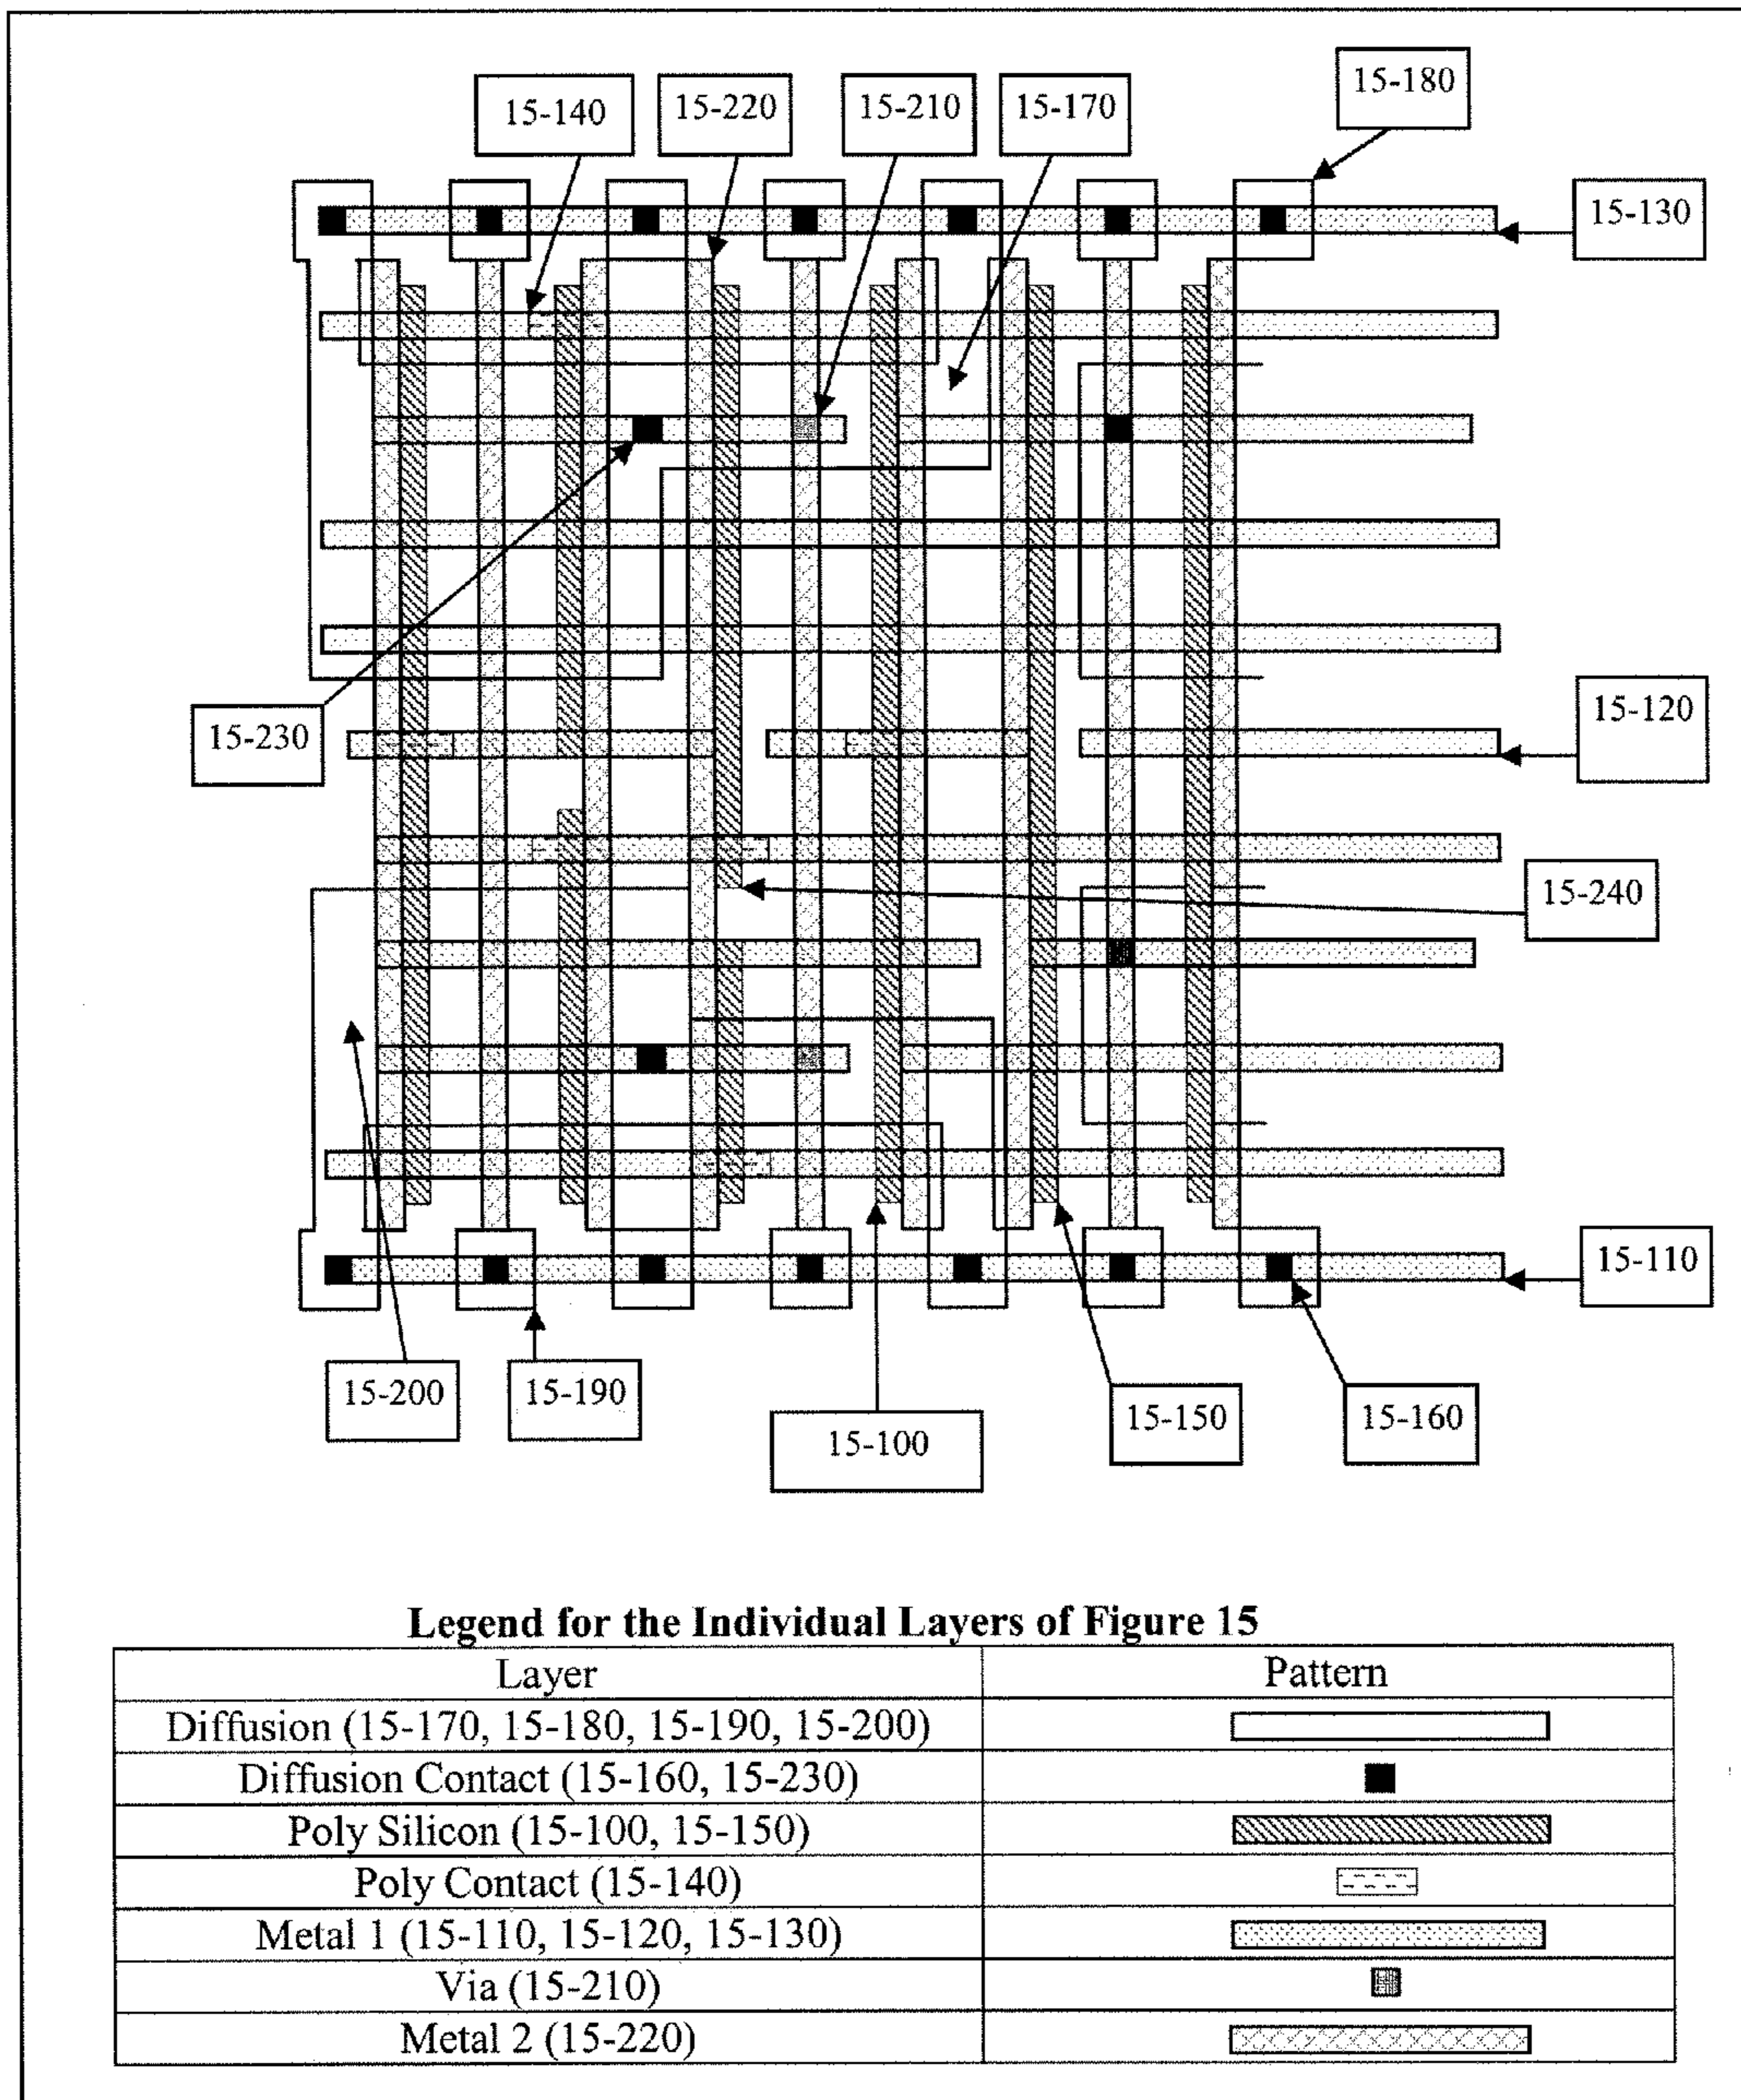 15-180
15-140
15-220
15-210
15-170
15-130
15-230
15-120
15-240
15-110
15-200
15-190
15-100
15-150
15-160
Legend for the Individual Layers of Figure 15
Layer Pattern
Diffusion (15-170, 15-180, 15-190, 15-200)
Diffusion Contact (15-160, 15-230)
Poly Silicon (15-100, 15-150)
Poly Contact (15-140)
Metal 1 (15-110, 15-120, 15-130)
Via (15-210)
Metal 2 (15-220)